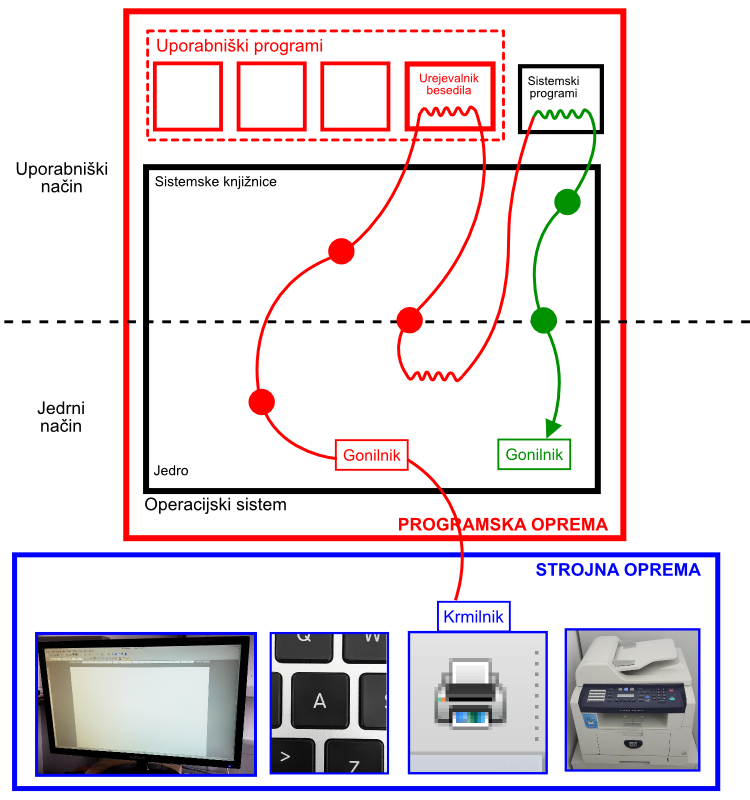 Uporabniški programi
Urejevalnik
besedila
Sistemski
programi
Uporabniški
način
Sistemske knjižnice
Jedrni
način
Gonilnik
Gonilnik
Jedro
Operacijski sistem
PROGRAMSKA OPREMA
STROJNA OPREMA
Krmilnik
Q
W
A
S
>
Z